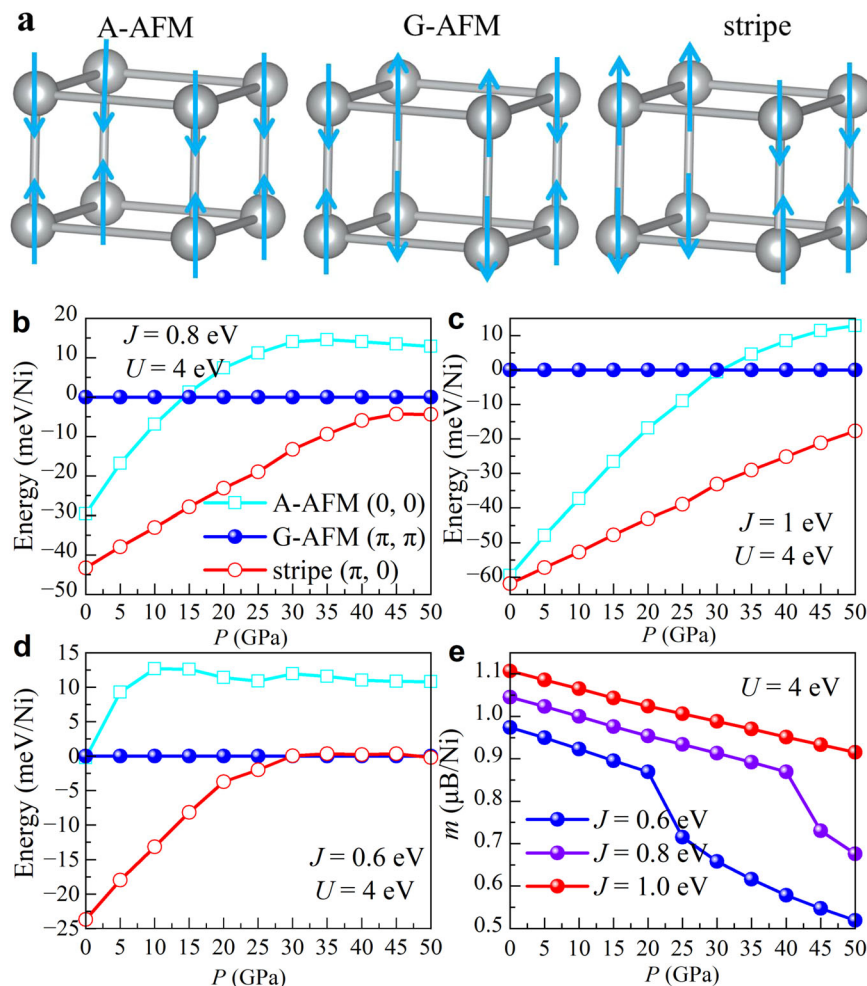 a
A-AFM
G-AFM
stripe
b
20
10
0
−10
−20
−30
−40
−50
Energy (meV/Ni)
J = 0.8 eV
U = 4 eV
A-AFM (0, 0)
G-AFM (π, π)
stripe (π, 0)
0 5 10 15 20 25 30 35 40 45 50
P (GPa)
c
10
0
−10
−20
−30
−40
−50
−60
Energy (meV/Ni)
J = 1 eV
U = 4 eV
0 5 10 15 20 25 30 35 40 45 50
P (GPa)
d
15
10
5
0
−5
−10
−15
−20
−25
Energy (meV/Ni)
J = 0.6 eV
U = 4 eV
0 5 10 15 20 25 30 35 40 45 50
P (GPa)
e
1.1
1.0
0.9
0.8
0.7
0.6
0.5
m (μB/Ni)
U = 4 eV
J = 0.6 eV
J = 0.8 eV
J = 1.0 eV
0 5 10 15 20 25 30 35 40 45 50
P (GPa)